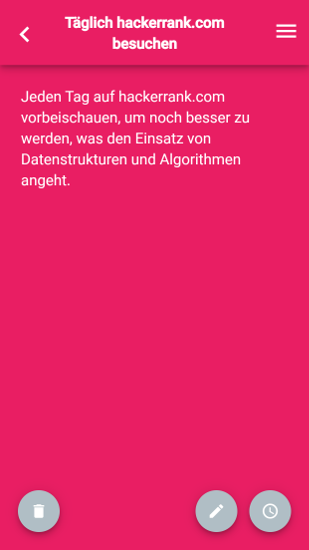 Täglich hackerrank.com
besuchen
Jeden Tag auf hackerrank.com
vorbeischauen, um noch besser zu
werden, was den Einsatz von
Datenstrukturen und Algorithmen
angeht.